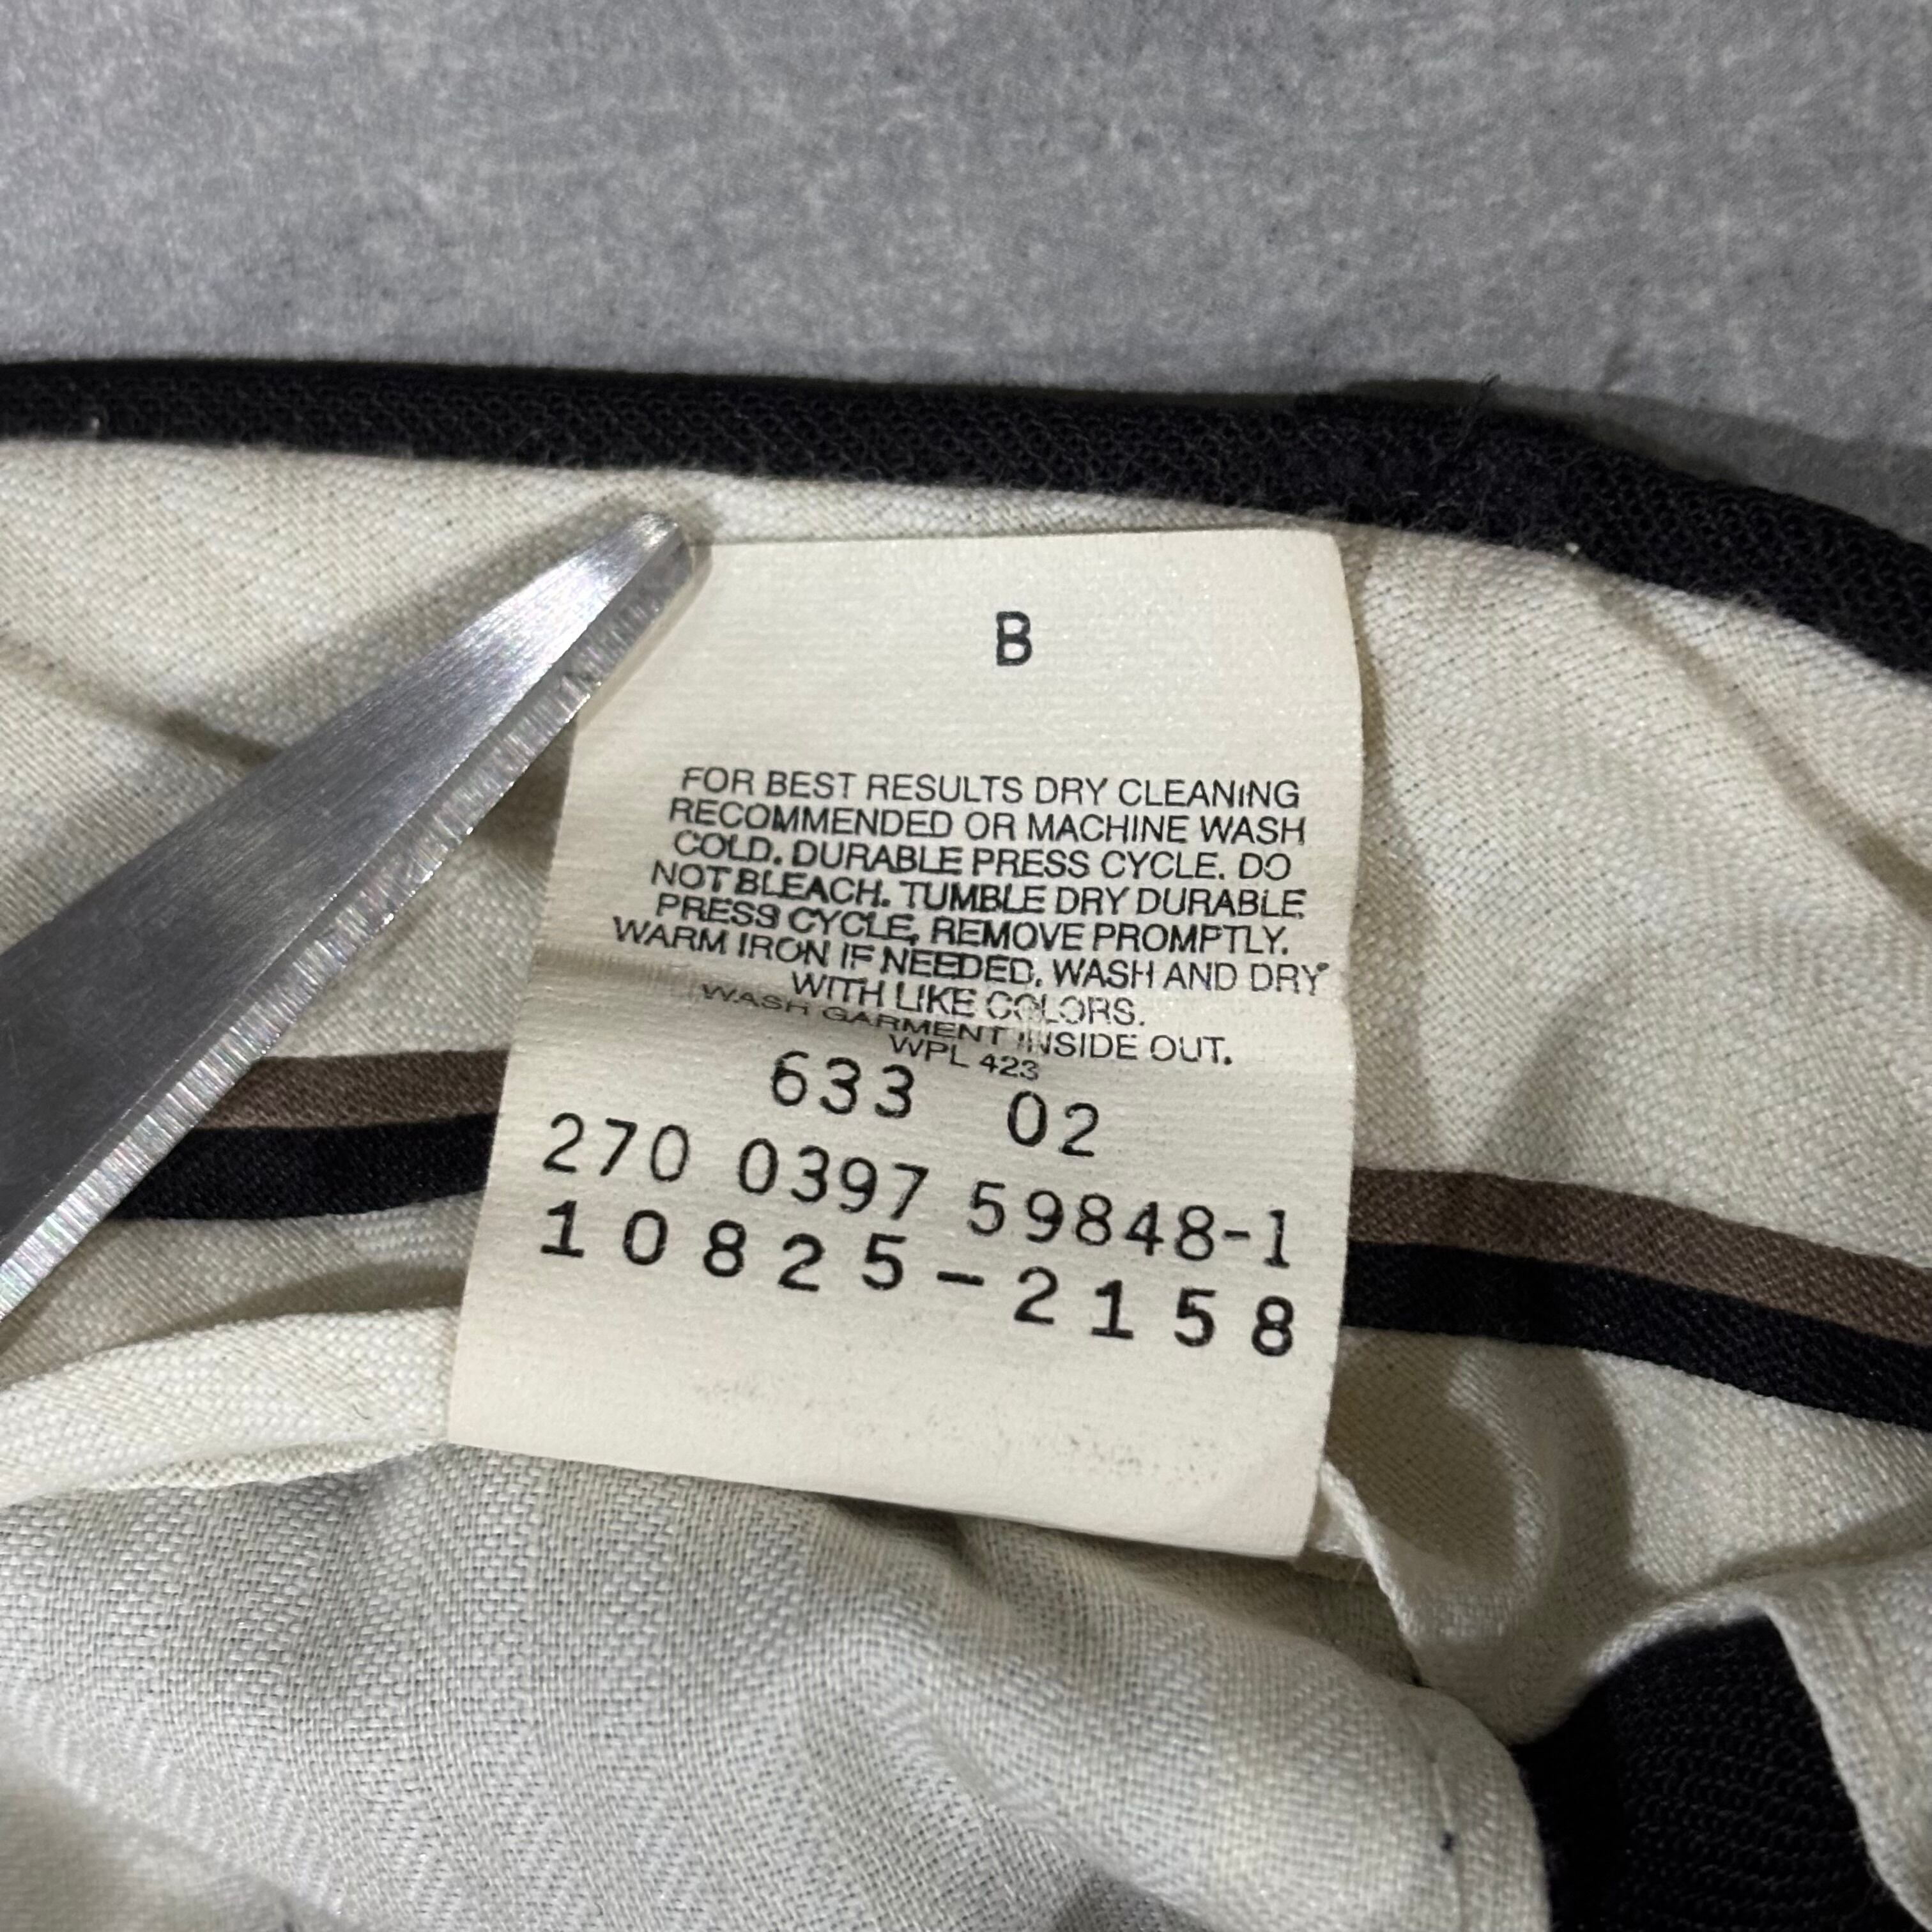 B
FOR BEST RESULTS DRY CLEANING
RECOMMENDED OR MACHINE WASH
COLD. DURABLE PRESS CYCLE. DO
NOT BLEACH. TUMBLE DRY DURABLE
PRESS CYCLE, REMOVE PROMPTLY.
WARM IRON IF NEEDED. WASH AND DRY
WITH LIKE COLORS.
WASH GARMENT INSIDE OUT.
WPL 423
633 02
270 0397 59848-1
10825-2158